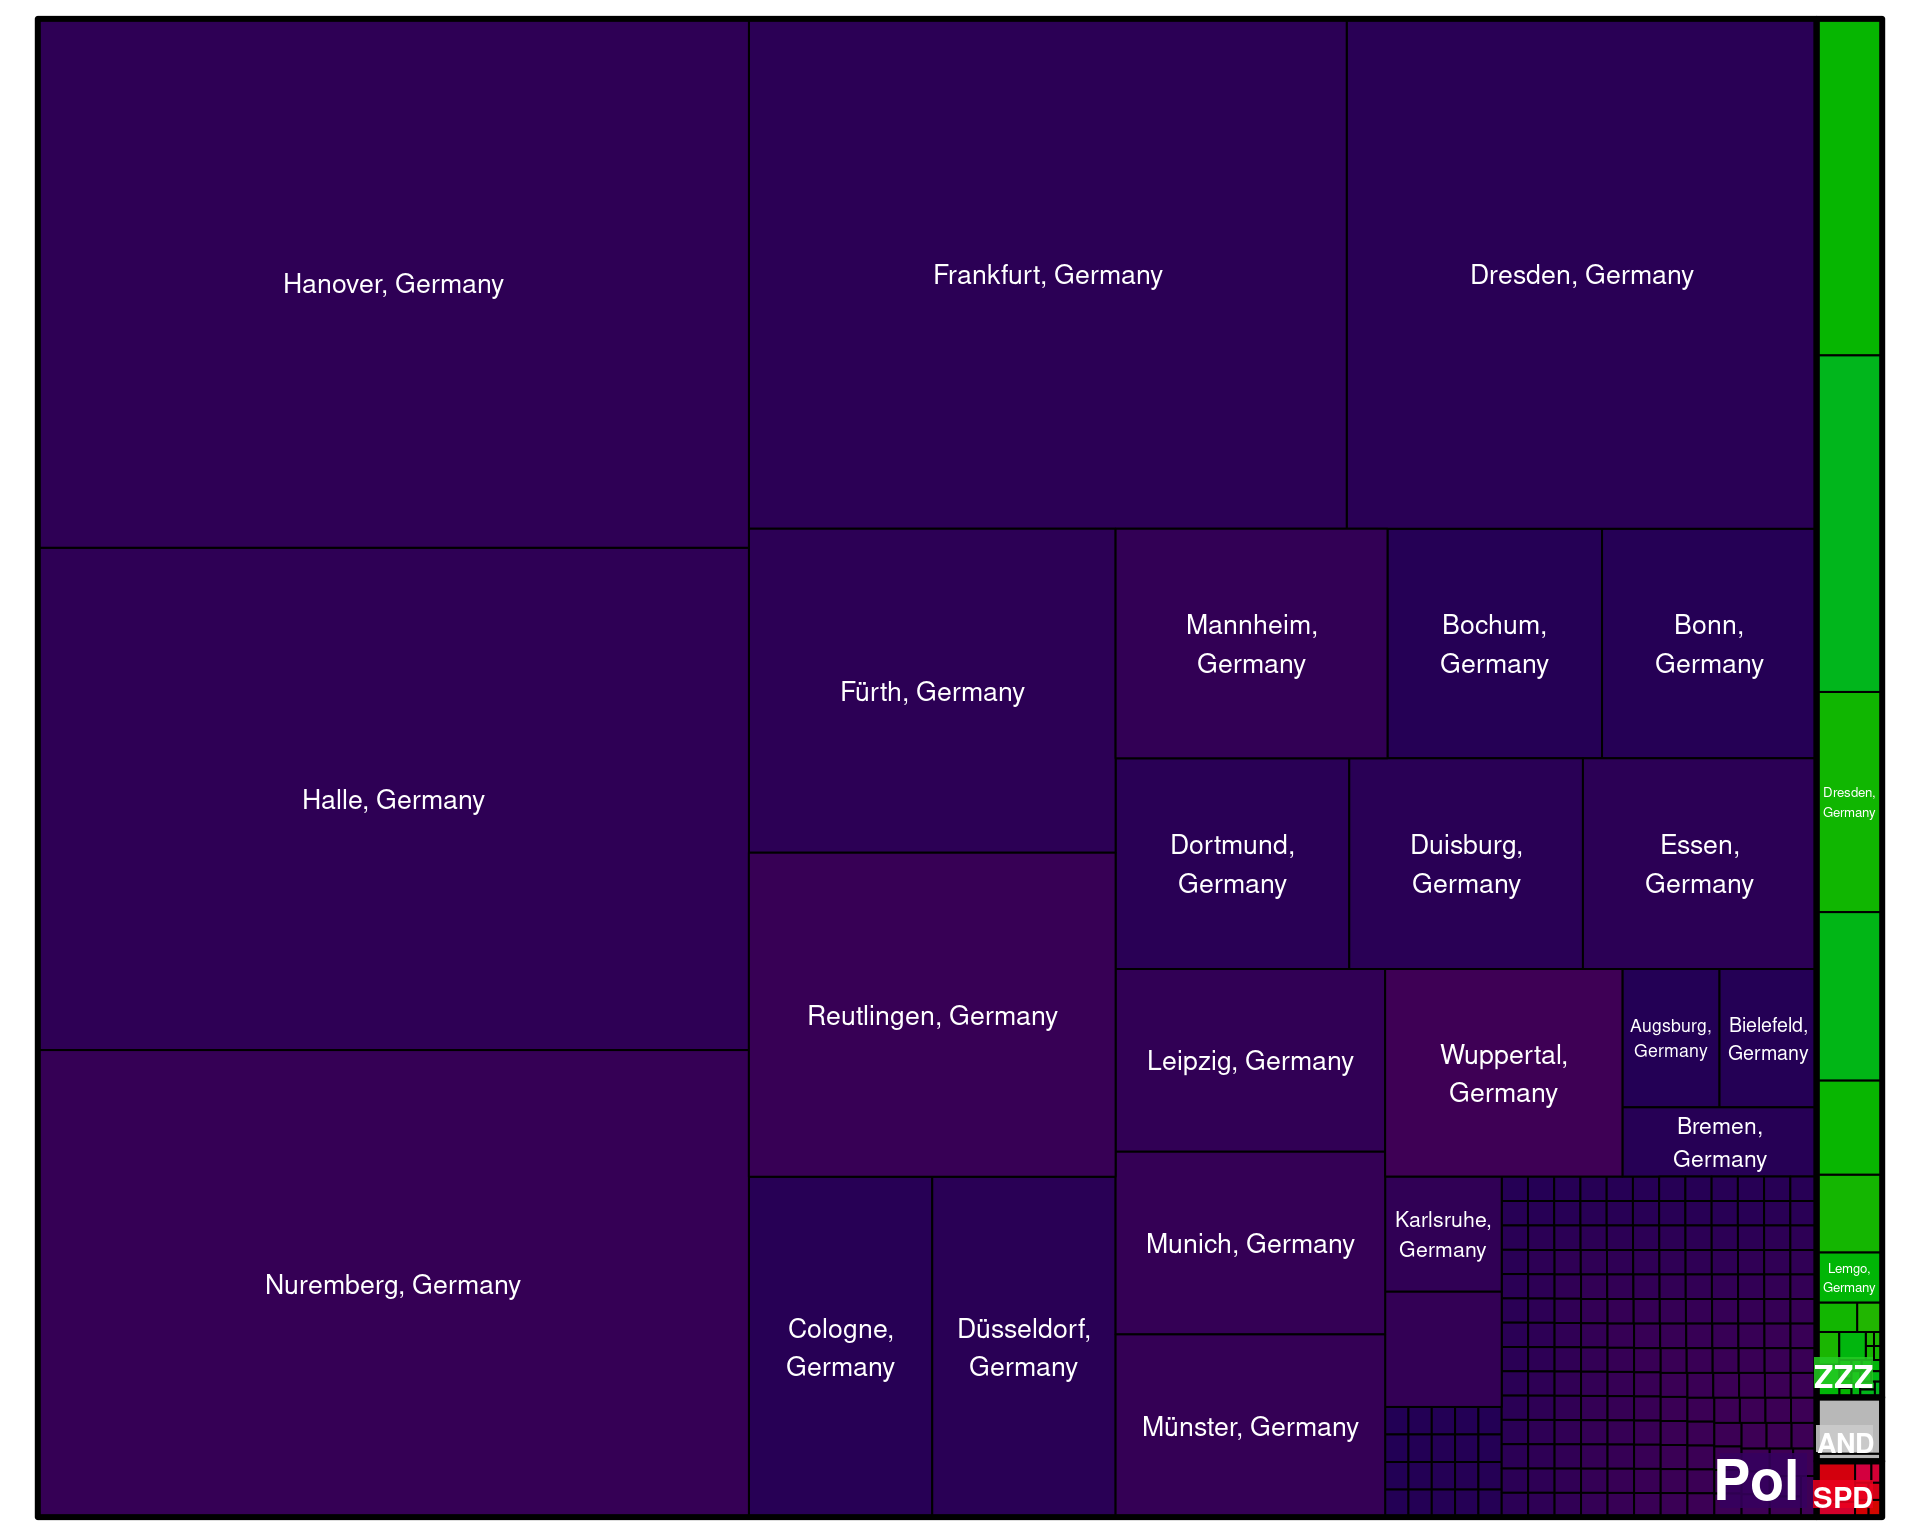 Hanover, Germany
Frankfurt, Germany
Dresden, Germany
Halle, Germany
Nuremberg, Germany
Fürth, Germany
Reutlingen, Germany
Cologne,
Germany
Düsseldorf,
Germany
Mannheim,
Germany
Bochum,
Germany
Bonn,
Germany
Dortmund,
Germany
Duisburg,
Germany
Essen,
Germany
Leipzig, Germany
Munich, Germany
Münster, Germany
Wuppertal,
Germany
Augsburg,
Germany
Bielefeld,
Germany
Bremen,
Germany
Karlsruhe,
Germany
Pol
Dresden,
Germany
Lemgo,
Germany
ZZZ
AND
SPD